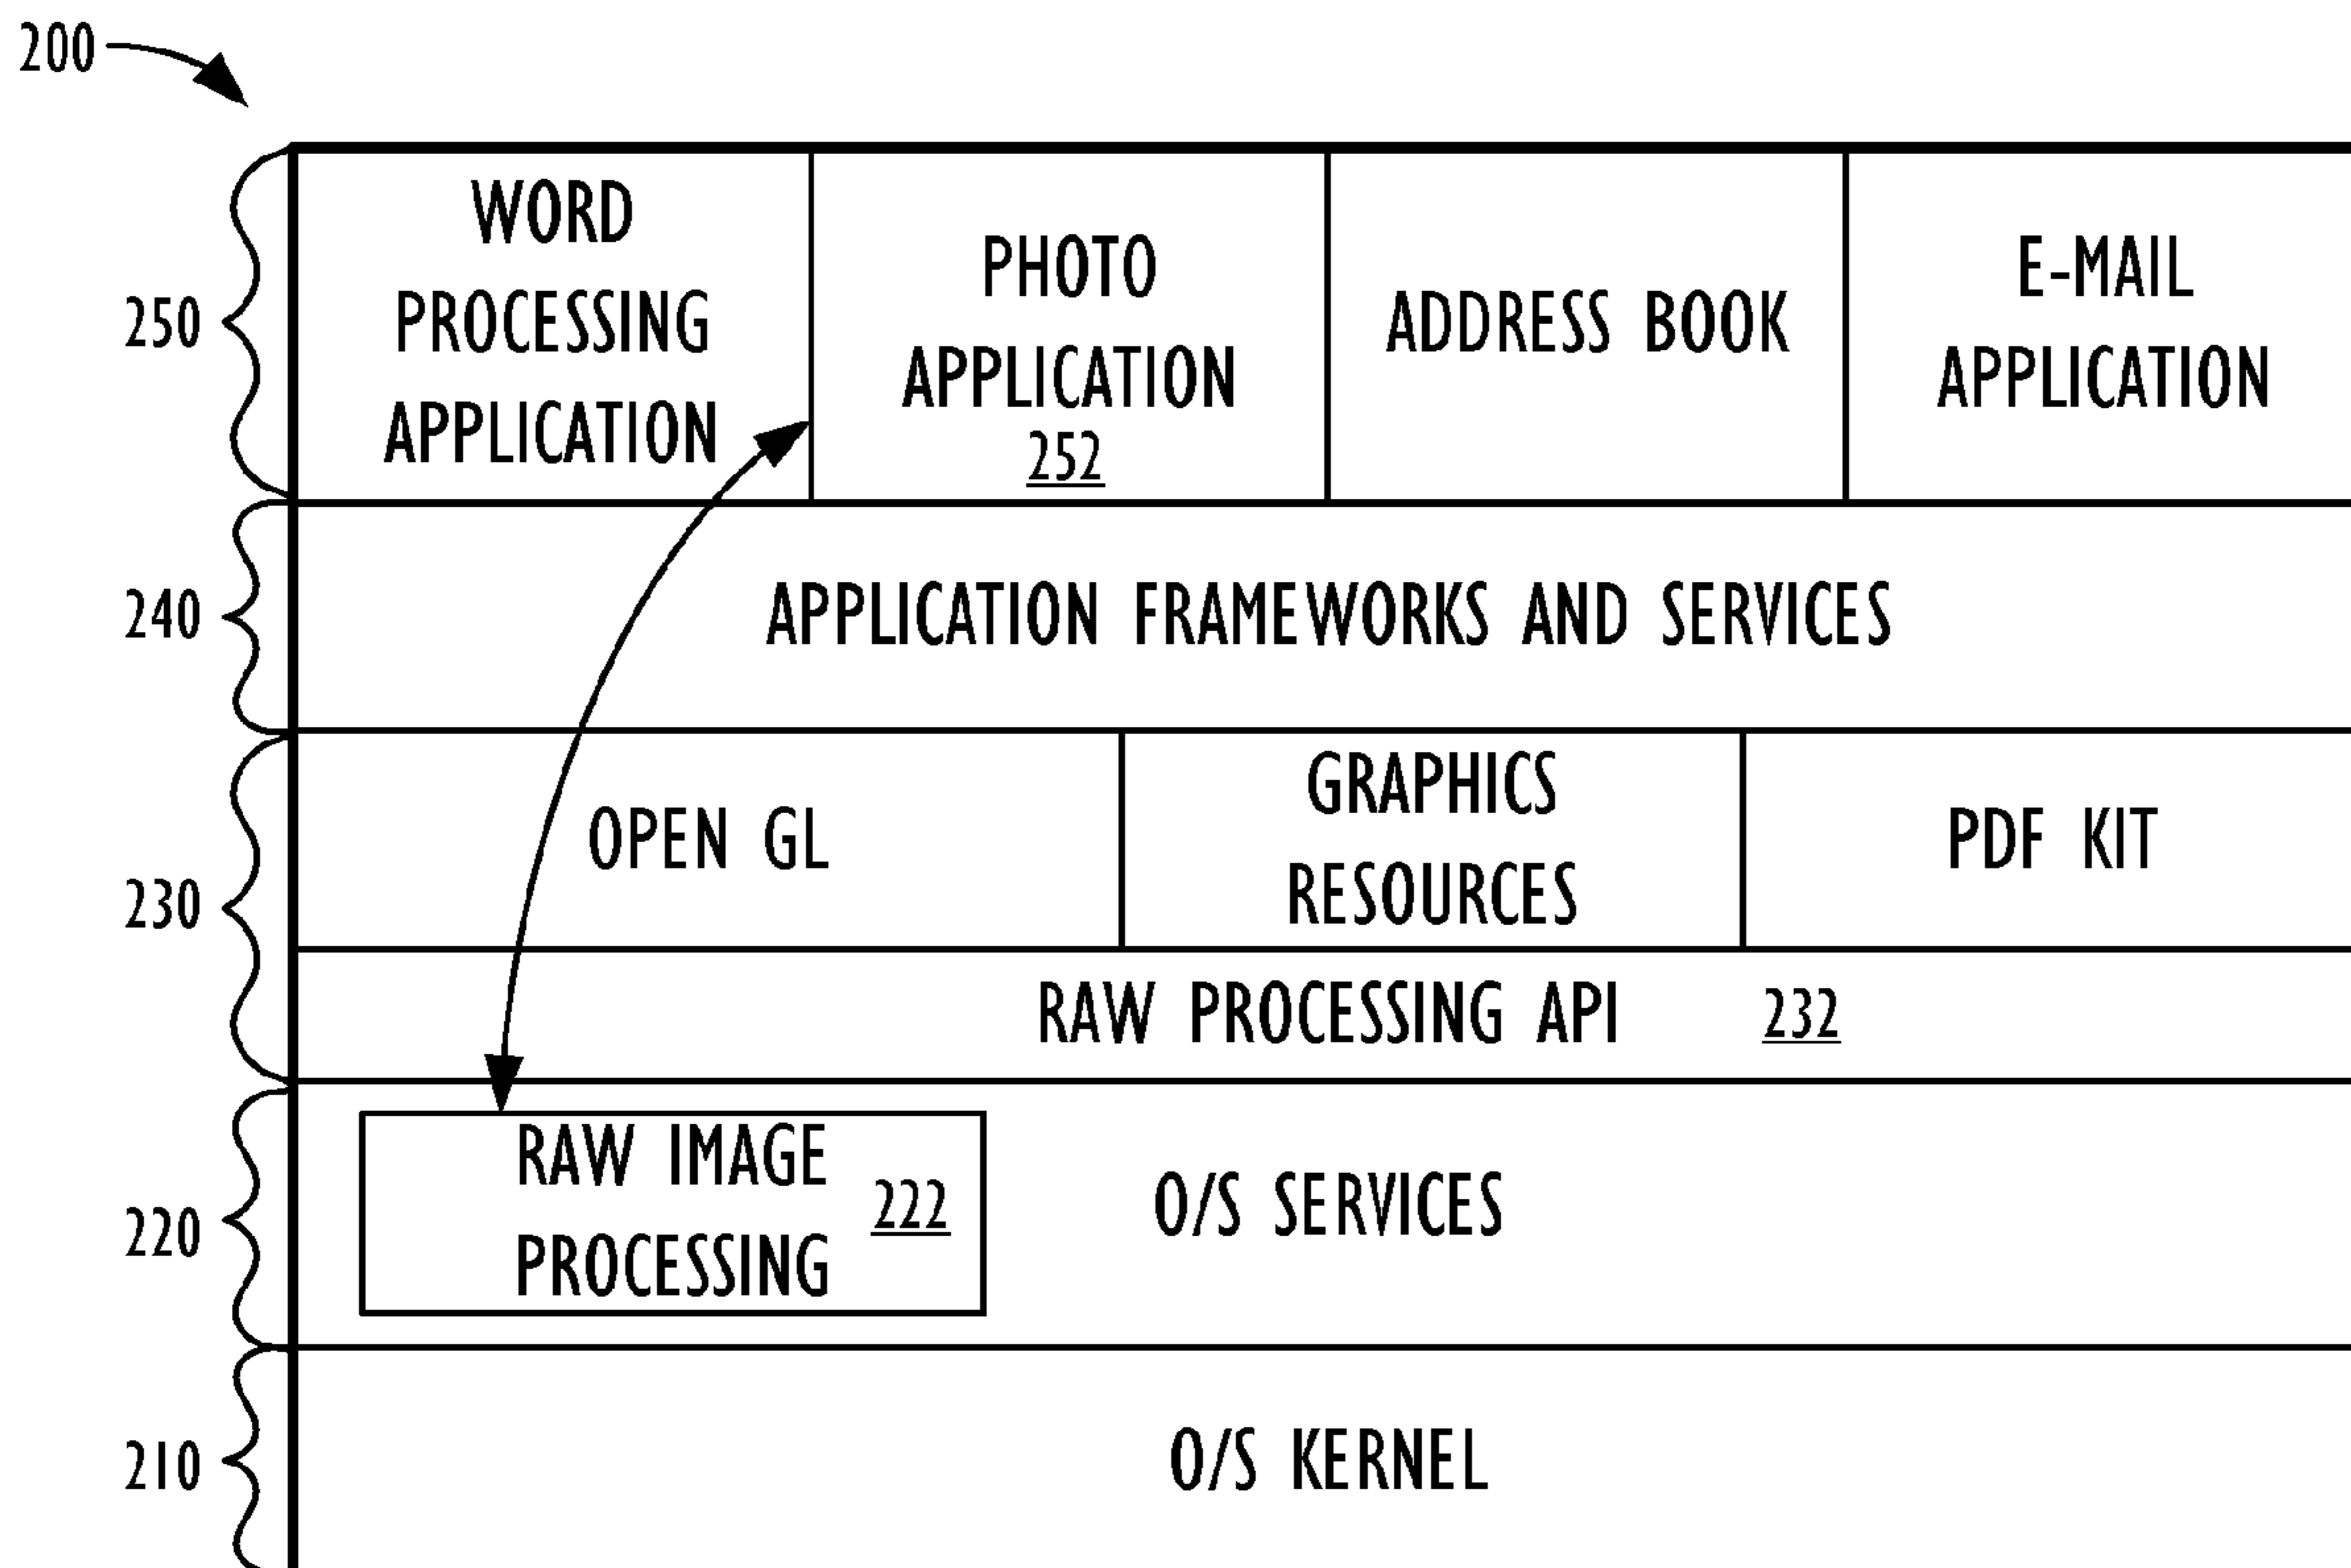 200
250
WORD
PROCESSING
APPLICATION
PHOTO
APPLICATION
252
ADDRESS BOOK
E-MAIL
APPLICATION
240
APPLICATION FRAMEWORKS AND SERVICES
230
OPEN GL
GRAPHICS
RESOURCES
PDF KIT
RAW PROCESSING API 232
220
RAW IMAGE
PROCESSING
222
O/S SERVICES
210
O/S KERNEL